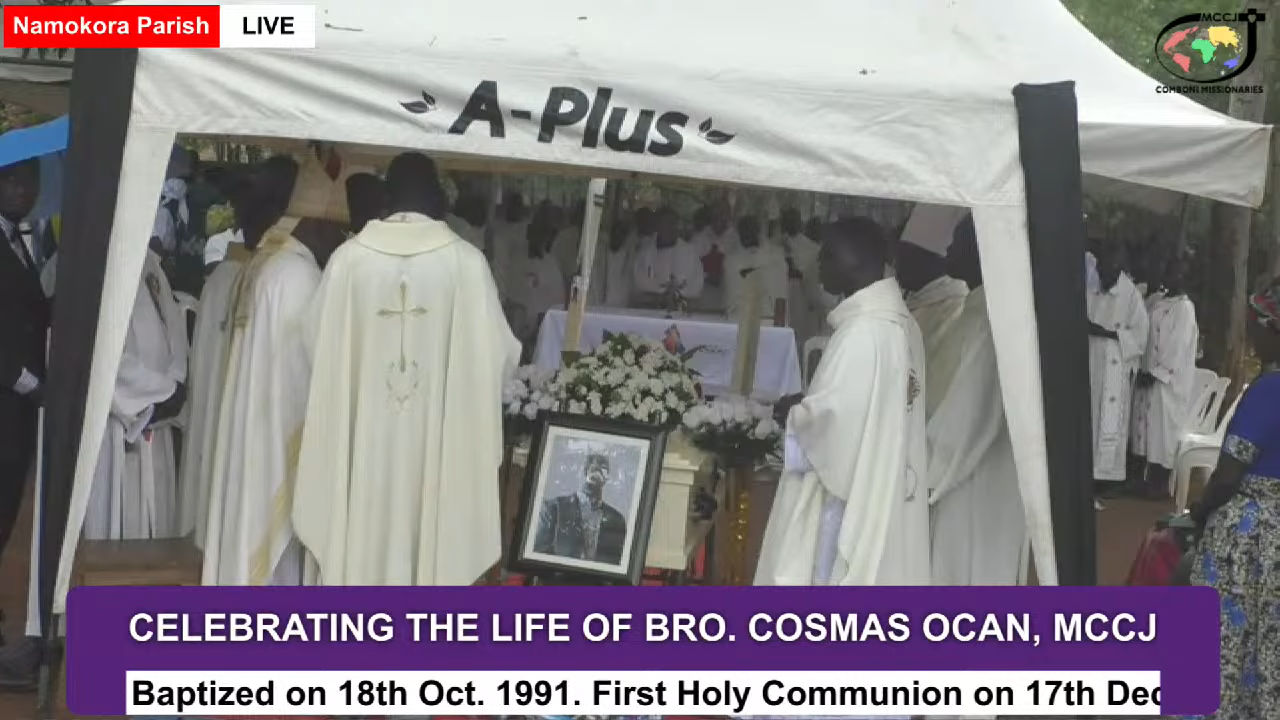 Namokora Parish LIVE
MCCJ
COMBONI MISSIONARIES
A-Plus
CELEBRATING THE LIFE OF BRO. COSMAS OCAN, MCCJ
Baptized on 18th Oct. 1991. First Holy Communion on 17th Dec